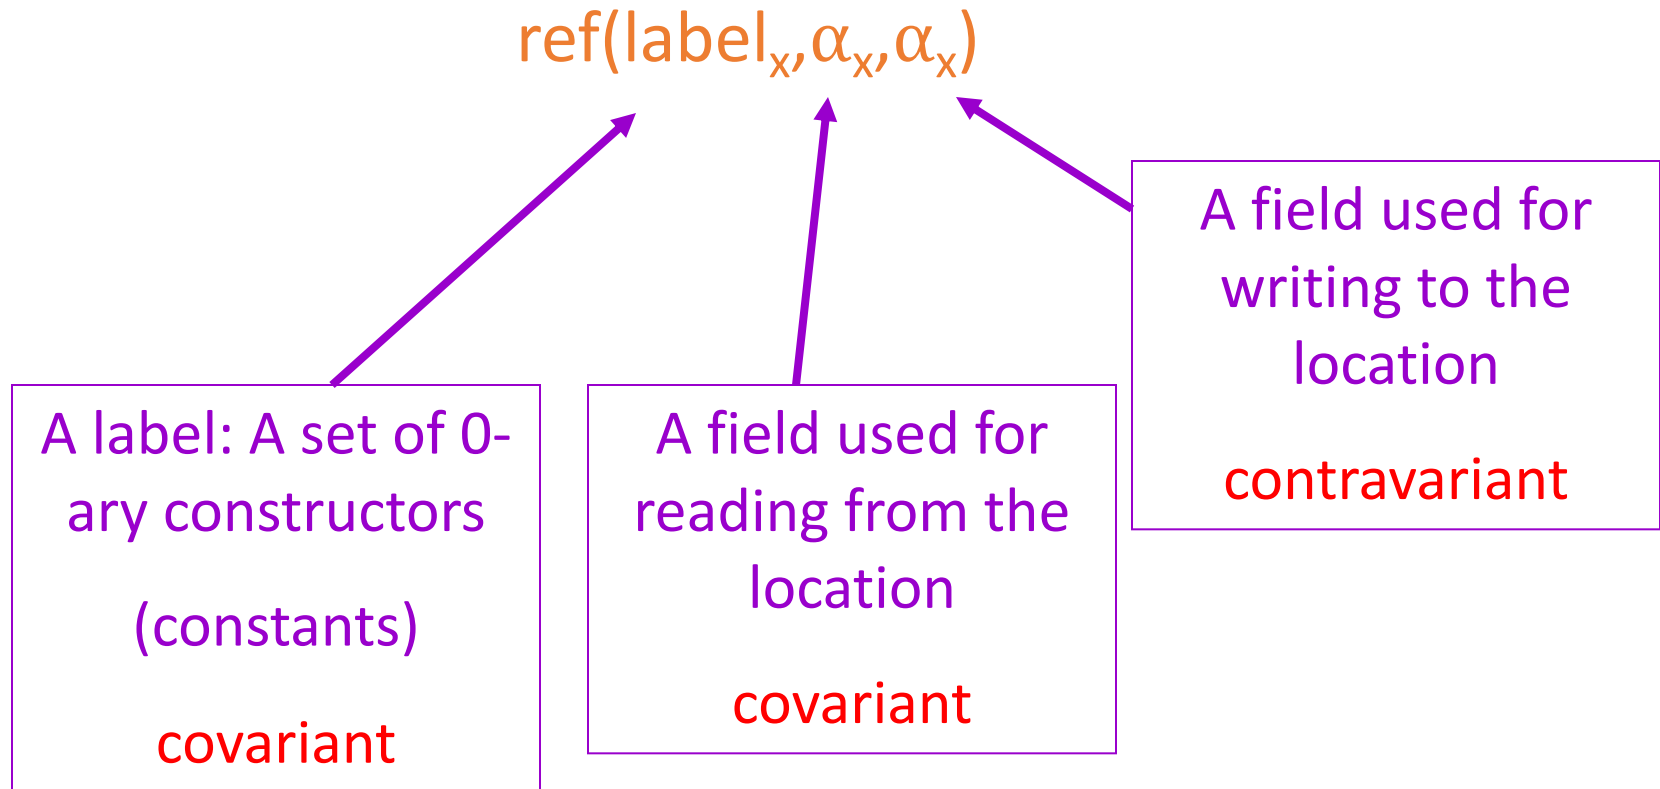 ref(labelₓ,αₓ,αₓ)
A label: A set of 0-
ary constructors
(constants)
covariant
A field used for
reading from the
location
covariant
A field used for
writing to the
location
contravariant